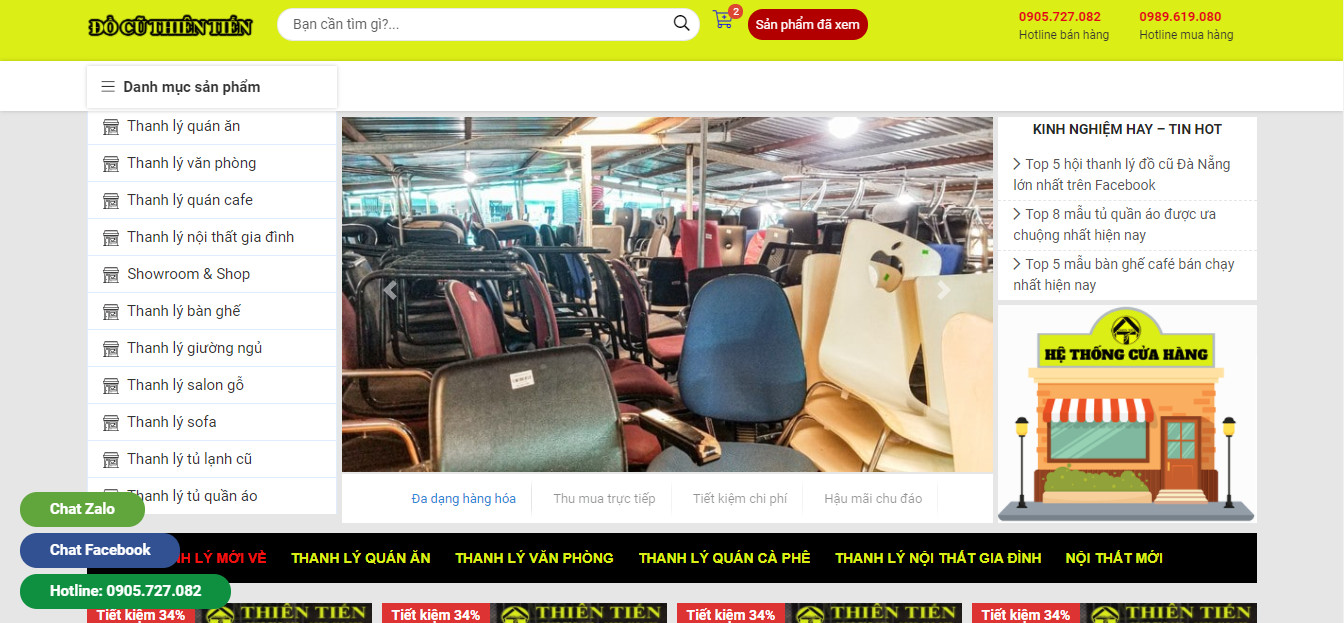 ĐỒ CŨ THIÊN TIẾN
Bạn cần tìm gì?...
2
Sản phẩm đã xem
0905.727.082
Hotline bán hàng
0989.619.080
Hotline mua hàng
Danh mục sản phẩm
Thanh lý quán ăn
Thanh lý văn phòng
Thanh lý quán cafe
Thanh lý nội thất gia đình
Showroom & Shop
Thanh lý bàn ghế
Thanh lý giường ngủ
Thanh lý salon gỗ
Thanh lý sofa
Thanh lý tủ lạnh cũ
Thanh lý tủ quần áo
Đa dạng hàng hóa
Thu mua trực tiếp
Tiết kiệm chi phí
Hậu mãi chu đáo
KINH NGHIỆM HAY – TIN HOT
Top 5 hội thanh lý đồ cũ Đà Nẵng
lớn nhất trên Facebook
Top 8 mẫu tủ quần áo được ưa
chuộng nhất hiện nay
Top 5 mẫu bàn ghế café bán chạy
nhất hiện nay
HỆ THỐNG CỬA HÀNG
Chat Zalo
Chat Facebook
Hotline: 0905.727.082
LÝ MỚI VỀ
THANH LÝ QUÁN ĂN
THANH LÝ VĂN PHÒNG
THANH LÝ QUÁN CÀ PHÊ
THANH LÝ NỘI THẤT GIA ĐÌNH
NỘI THẤT MỚI
Tiết kiệm 34%
THIÊN TIẾN
Tiết kiệm 34%
THIÊN TIẾN
Tiết kiệm 34%
THIÊN TIẾN
Tiết kiệm 34%
THIÊN TIẾN